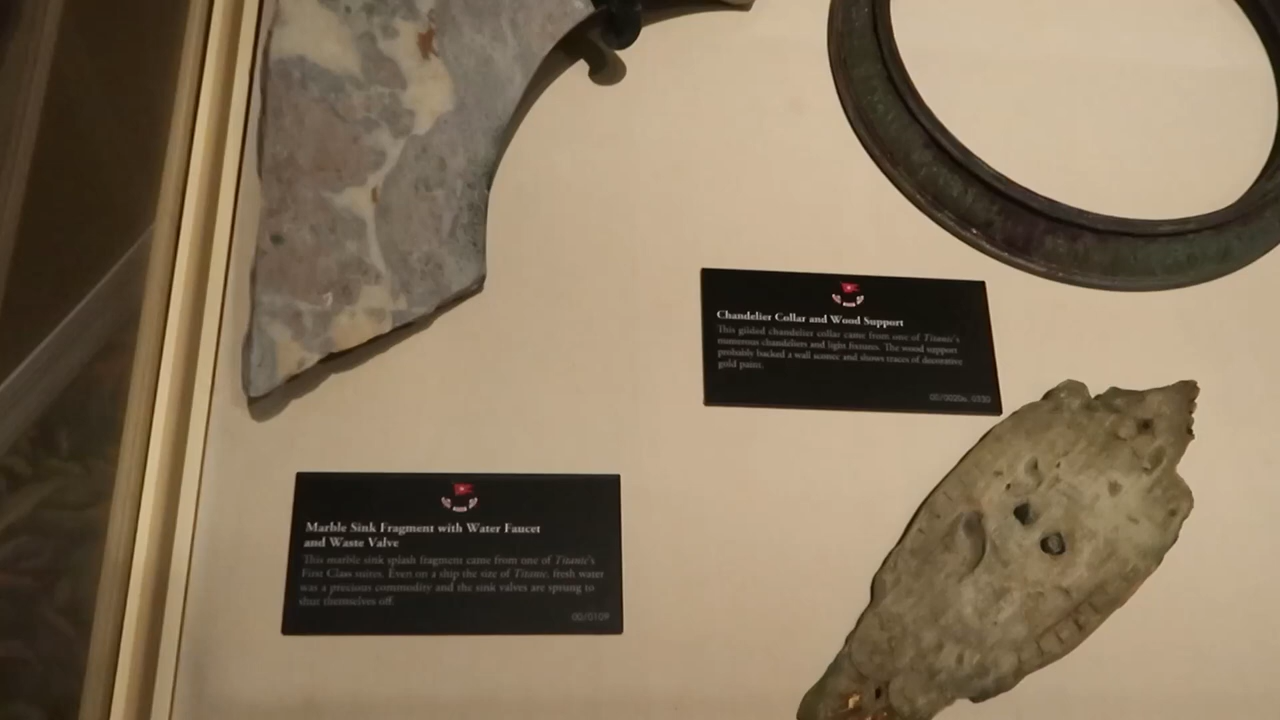 Chandelier Collar and Wood Support
This gilded chandelier collar came from one of Titanic's
numerous chandeliers and light fixtures. The wood support
probably backed a wall sconce and shows traces of decorative
gold paint.
Marble Sink Fragment with Water Faucet
and Waste Valve
This marble sink splash fragment came from one of Titanic's
First Class suites. Even on a ship the size of Titanic, fresh water
was a precious commodity and the sink valves are sprung to
shut themselves off.
00/0109